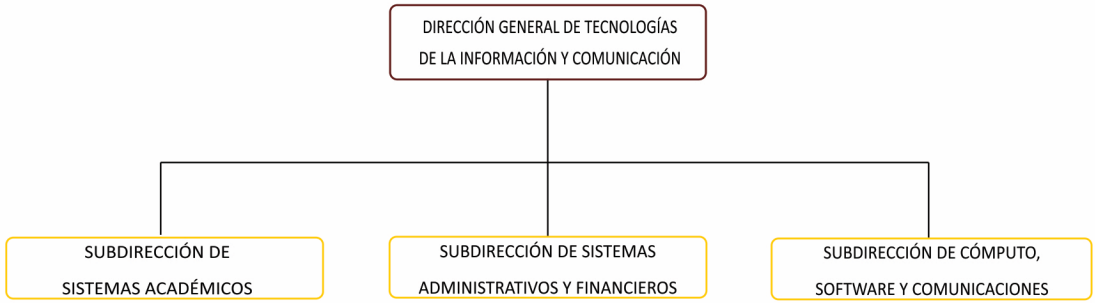 DIRECCIÓN GENERAL DE TECNOLOGÍAS
DE LA INFORMACIÓN Y COMUNICACIÓN
SUBDIRECCIÓN DE
SISTEMAS ACADÉMICOS
SUBDIRECCIÓN DE SISTEMAS
ADMINISTRATIVOS Y FINANCIEROS
SUBDIRECCIÓN DE CÓMPUTO,
SOFTWARE Y COMUNICACIONES